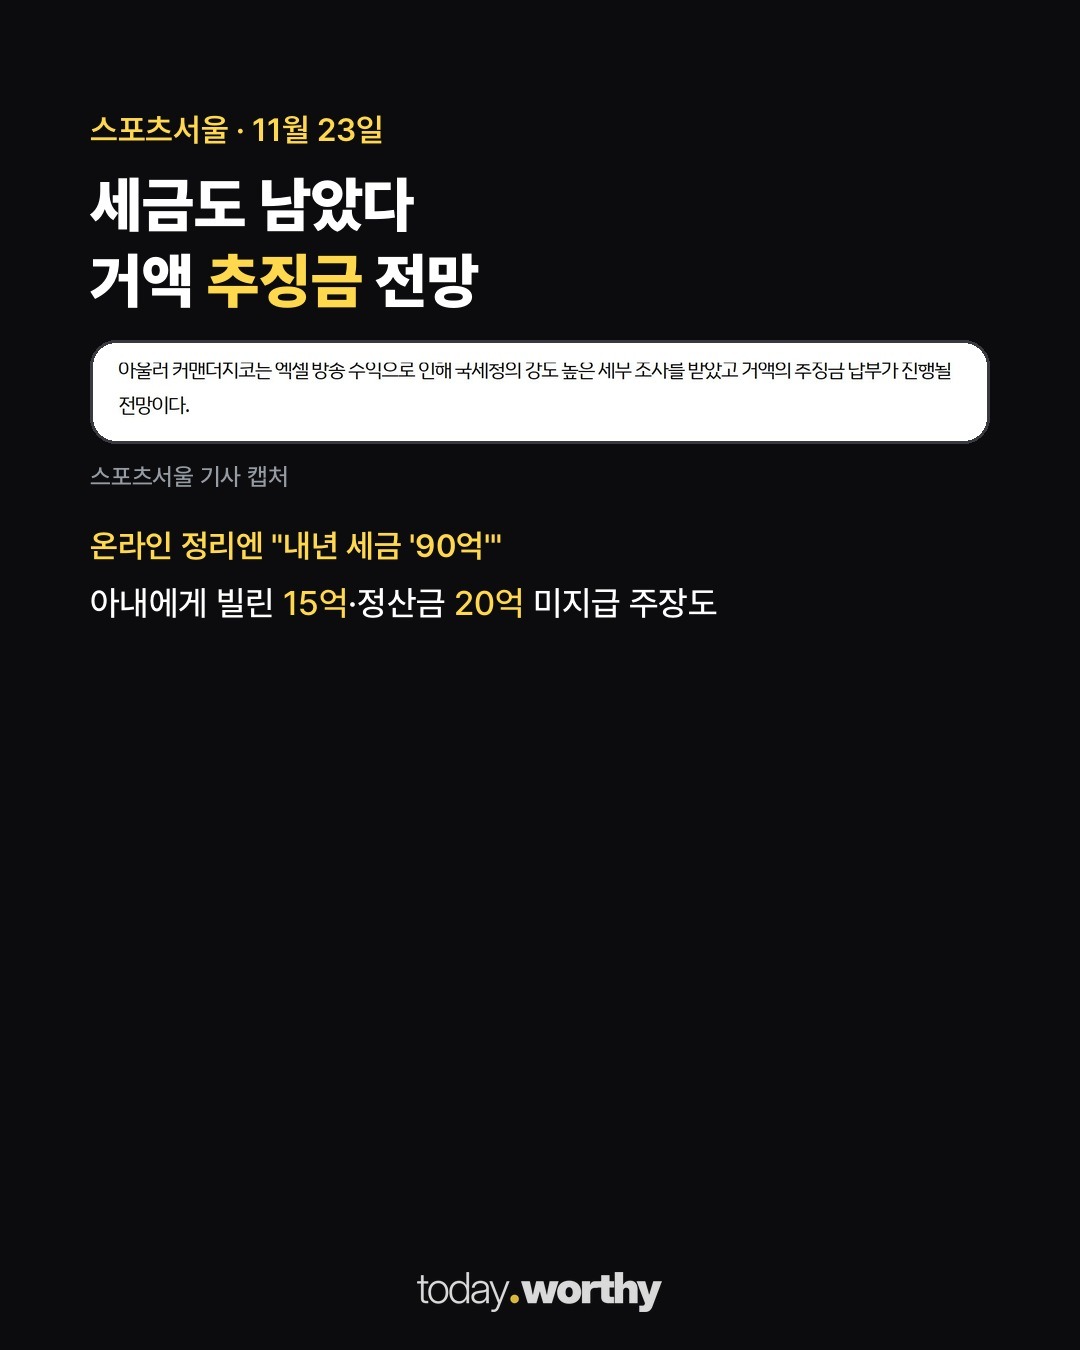 스포츠서울 · 11월 23일
세금도 남았다
거액 추징금 전망
아울러 커맨더지코는 엑셀 방송 수익으로 인해 국세청의 강도 높은 세무 조사를 받았고 거액의 추징금 납부가 진행될
전망이다.
스포츠서울 기사 캡처
온라인 정리엔 "내년 세금 '90억'"
아내에게 빌린 15억·정산금 20억 미지급 주장도
today.worthy